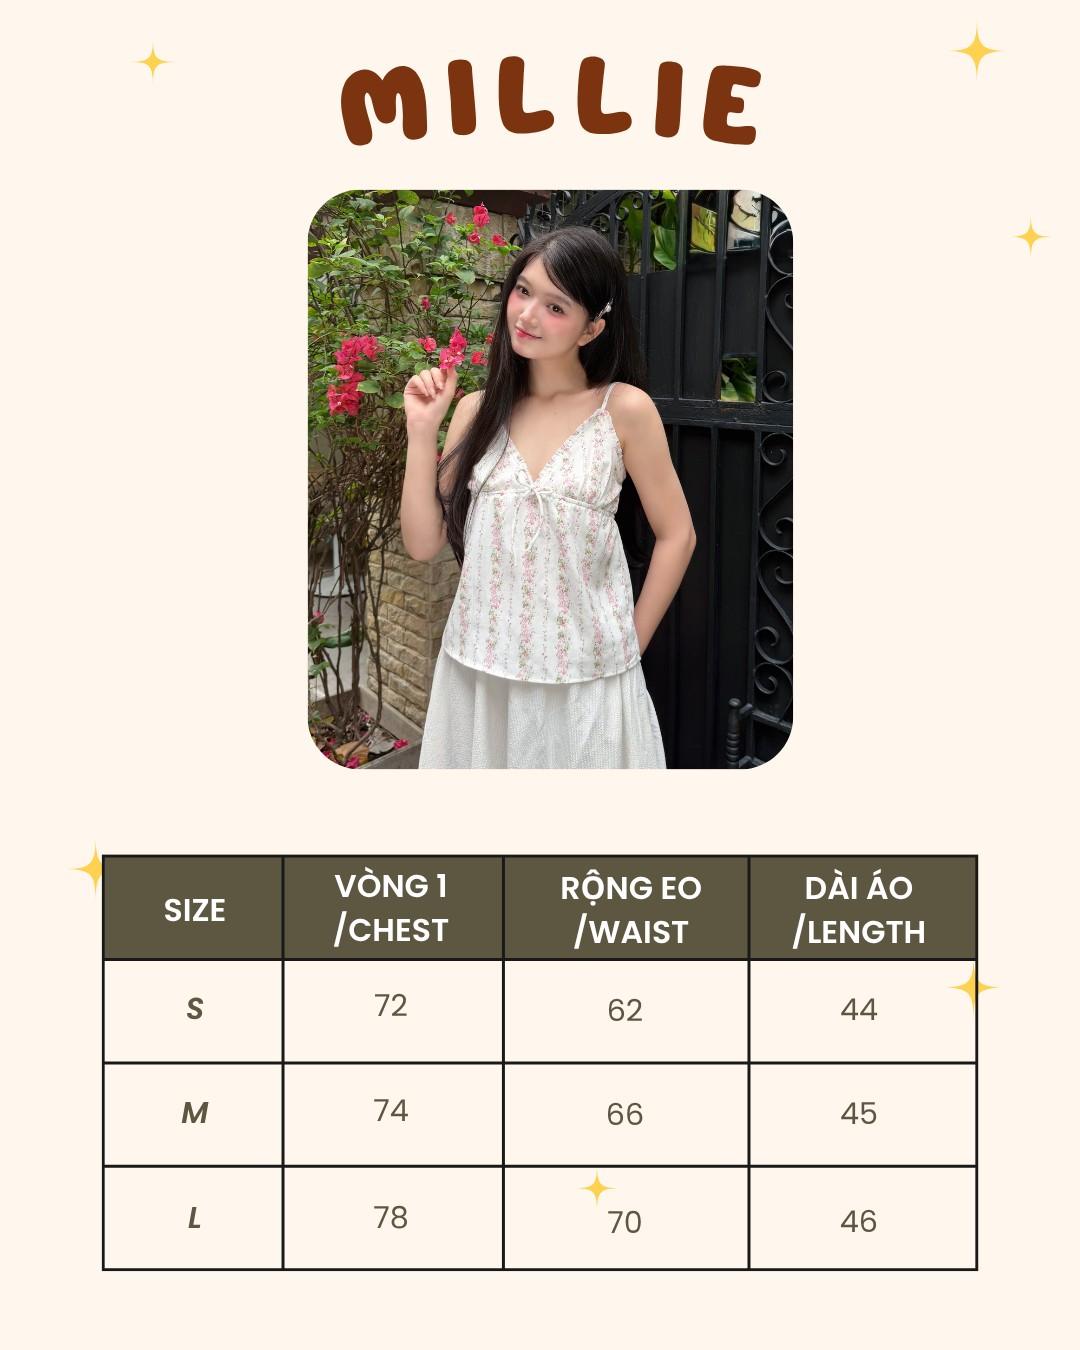 MILLIE
SIZE
VÒNG 1
/CHEST
RỘNG EO
/WAIST
DÀI ÁO
/LENGTH
S
72
62
44
M
74
66
45
L
78
70
46